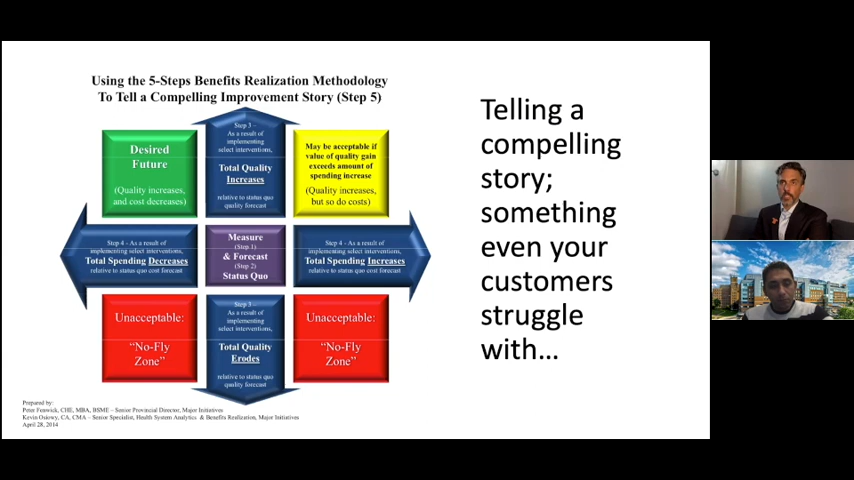 Using the 5-Steps Benefits Realization Methodology
To Tell a Compelling Improvement Story (Step 5)
Desired
Future
(Quality increases,
and cost decreases)
Step 3 –
As a result of
implementing
select interventions,
Total Quality
Increases
relative to status quo
quality forecast
May be acceptable if
value of quality gain
exceeds amount of
spending increase
(Quality increases,
but so do costs)
Step 4 - As a result of
implementing select interventions,
Total Spending Decreases
relative to status quo cost forecast
Measure
(Step 1)
& Forecast
(Step 2)
Status Quo
Step 4 - As a result of
implementing select interventions,
Total Spending Increases
relative to status quo cost forecast
Unacceptable:
“No-Fly
Zone”
Step 3 –
As a result of
implementing
select interventions,
Total Quality
Erodes
relative to status quo
quality forecast
Unacceptable:
“No-Fly
Zone”
Prepared by:
Peter Fenwick, CHE, MBA, BSME – Senior Provincial Director, Major Initiatives
Kevin Osiowy, CA, CMA – Senior Specialist, Health System Analytics & Benefits Realization, Major Initiatives
April 28, 2014
Telling a
compelling
story;
something
even your
customers
struggle
with…